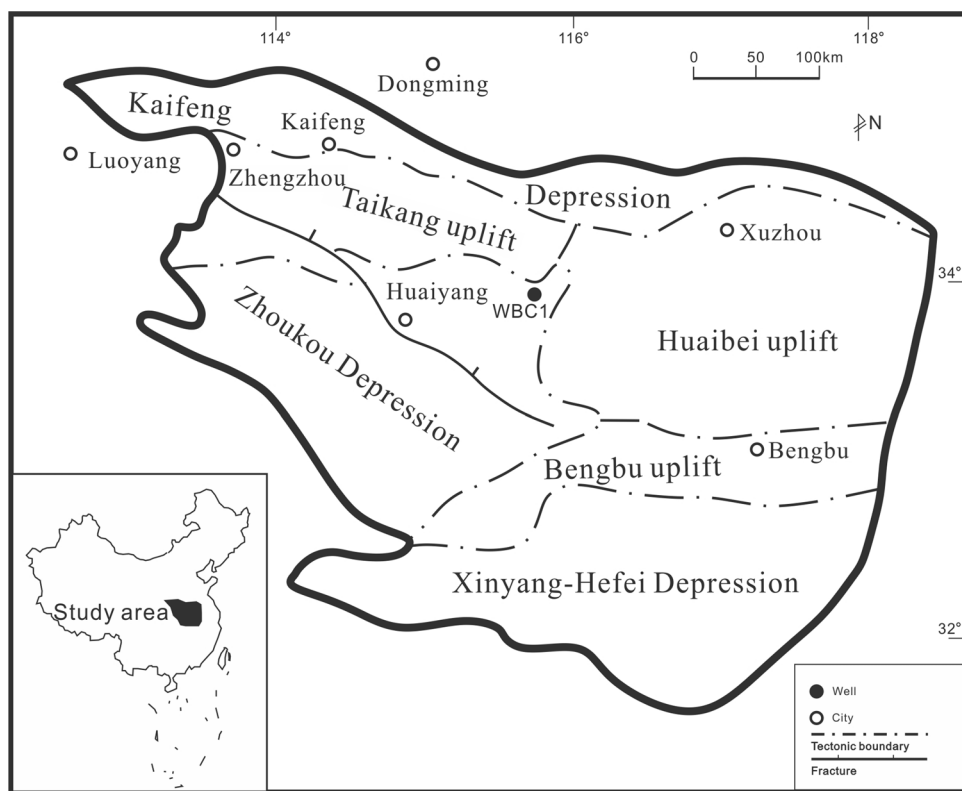 114°
116°
118°
Dongming
0 50 100km
Kaifeng
Kaifeng
N
Luoyang
Zhengzhou
Depression
Taikang uplift
Xuzhou
34°
Huaiyang
WBC1
Zhoukou Depression
Huaibei uplift
Bengbu uplift
Bengbu
Xinyang-Hefei Depression
Study area
32°
Well
City
Tectonic boundary
Fracture